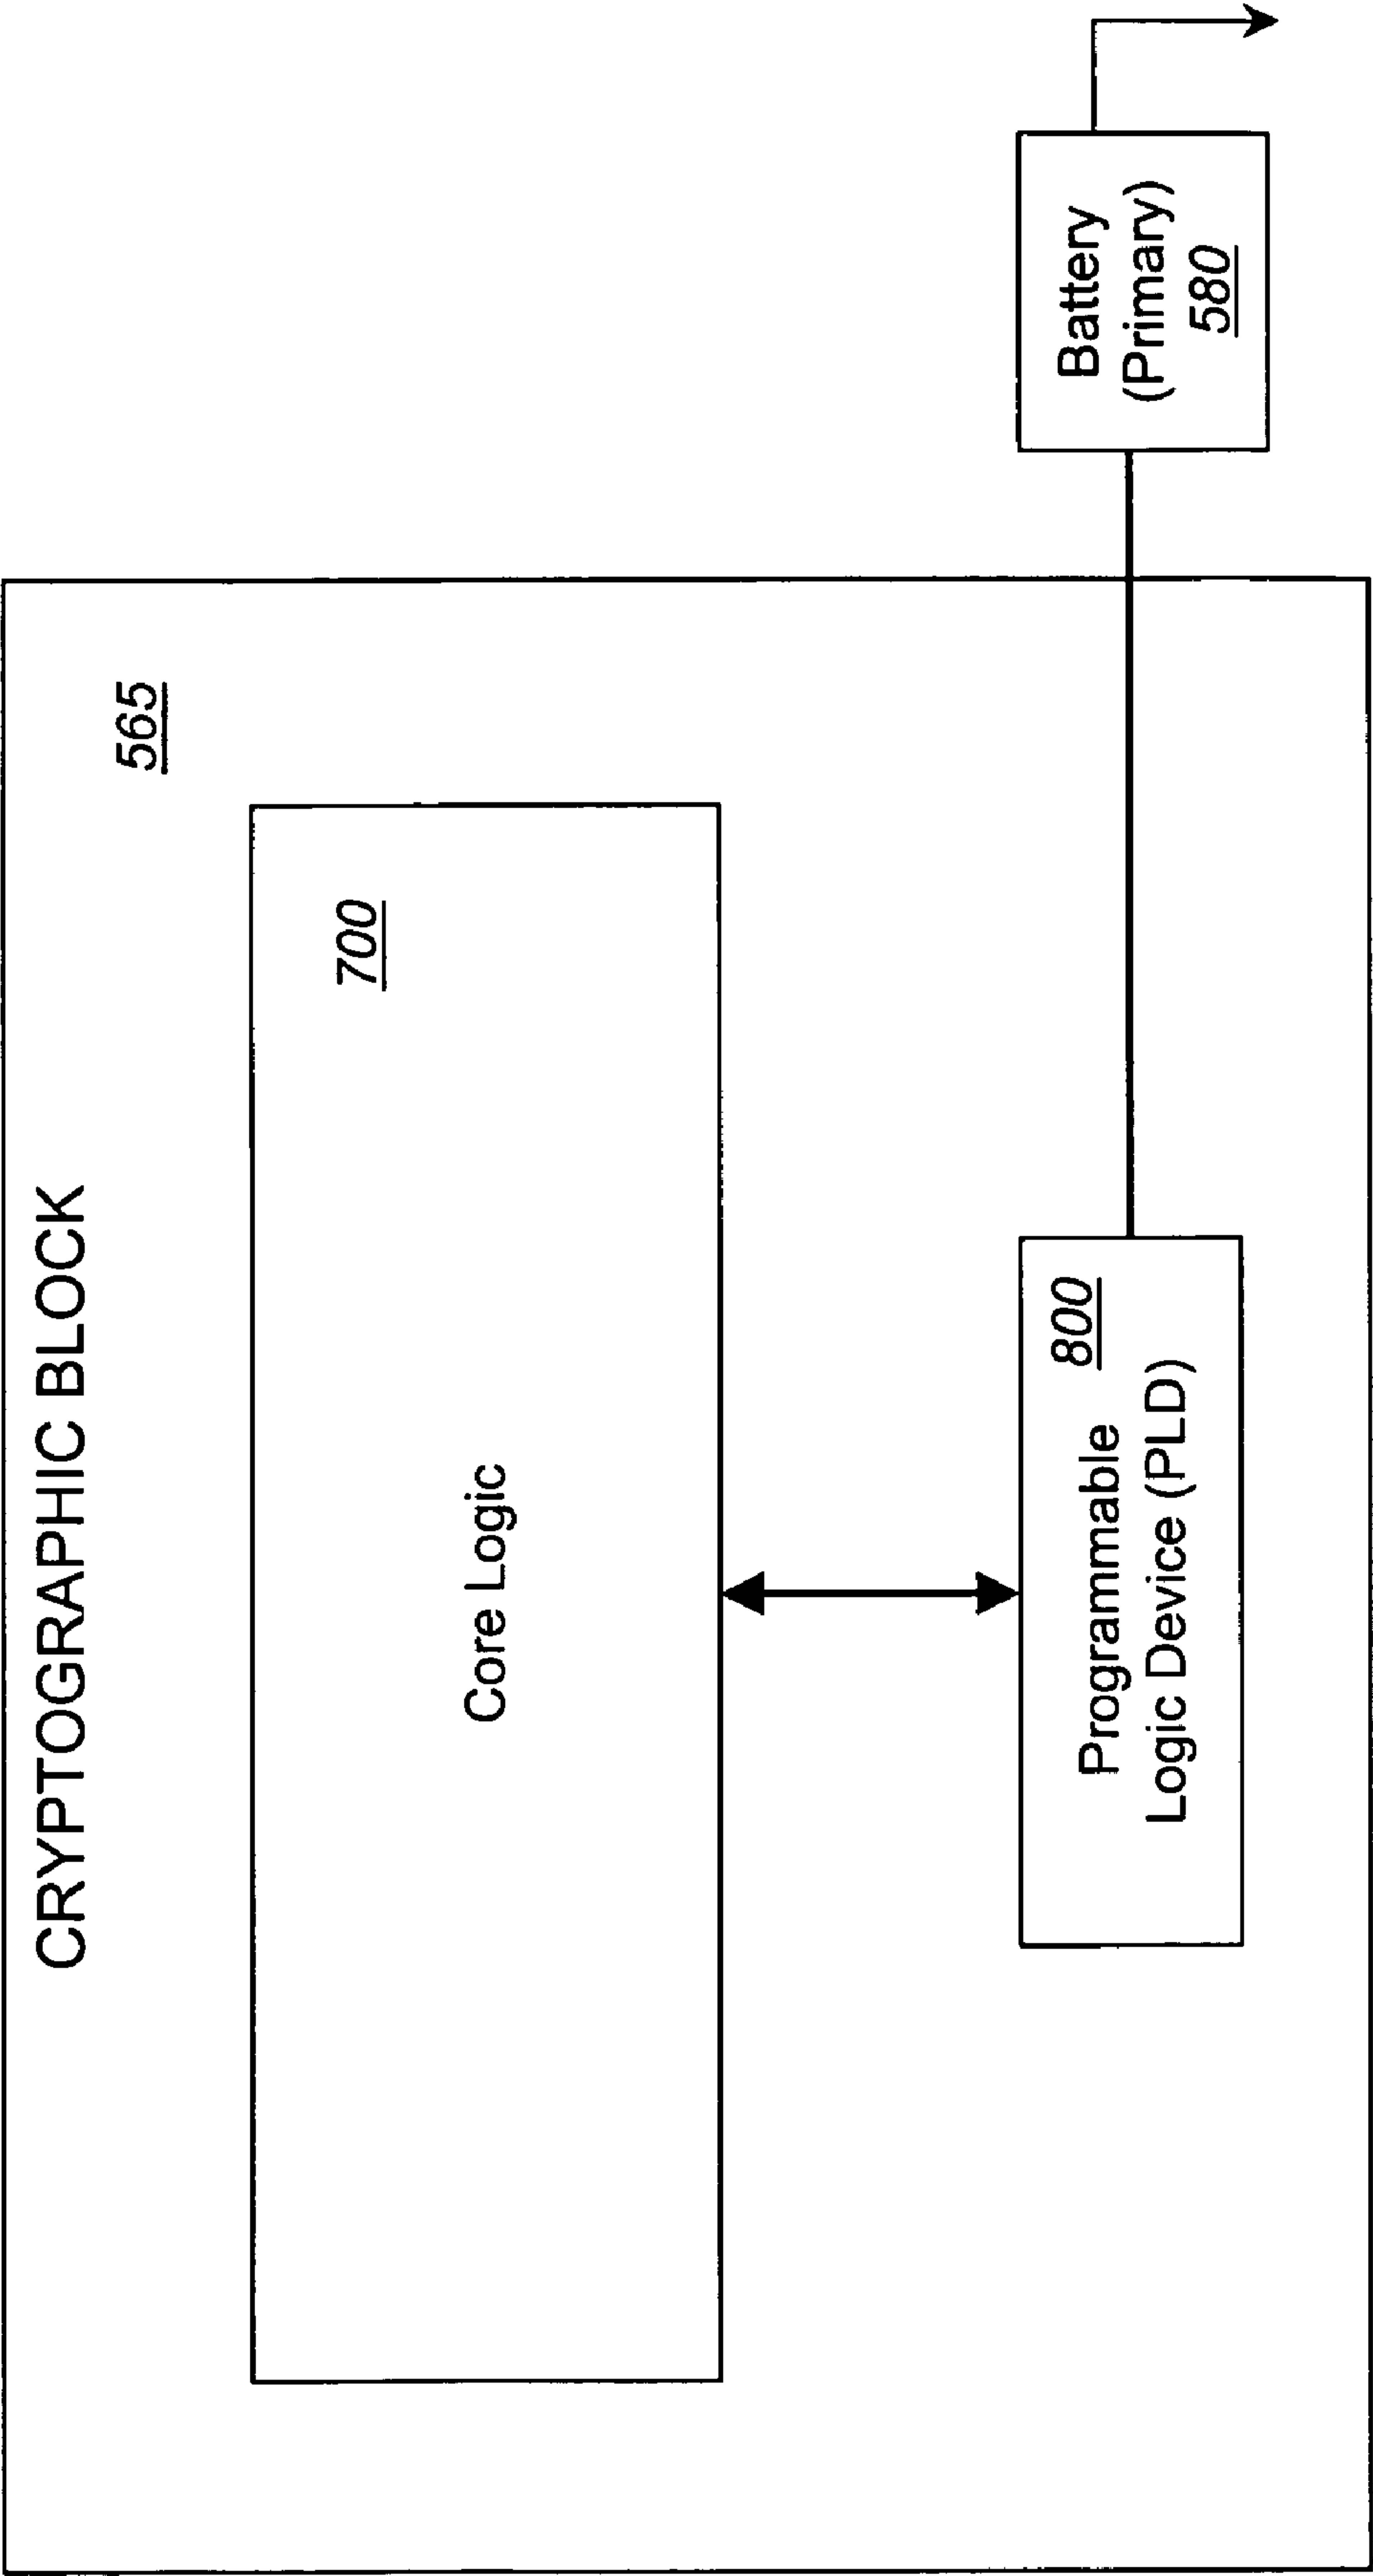 CRYPTOGRAPHIC BLOCK
565
700
Core Logic
800
Programmable
Logic Device (PLD)
Battery
(Primary)
580